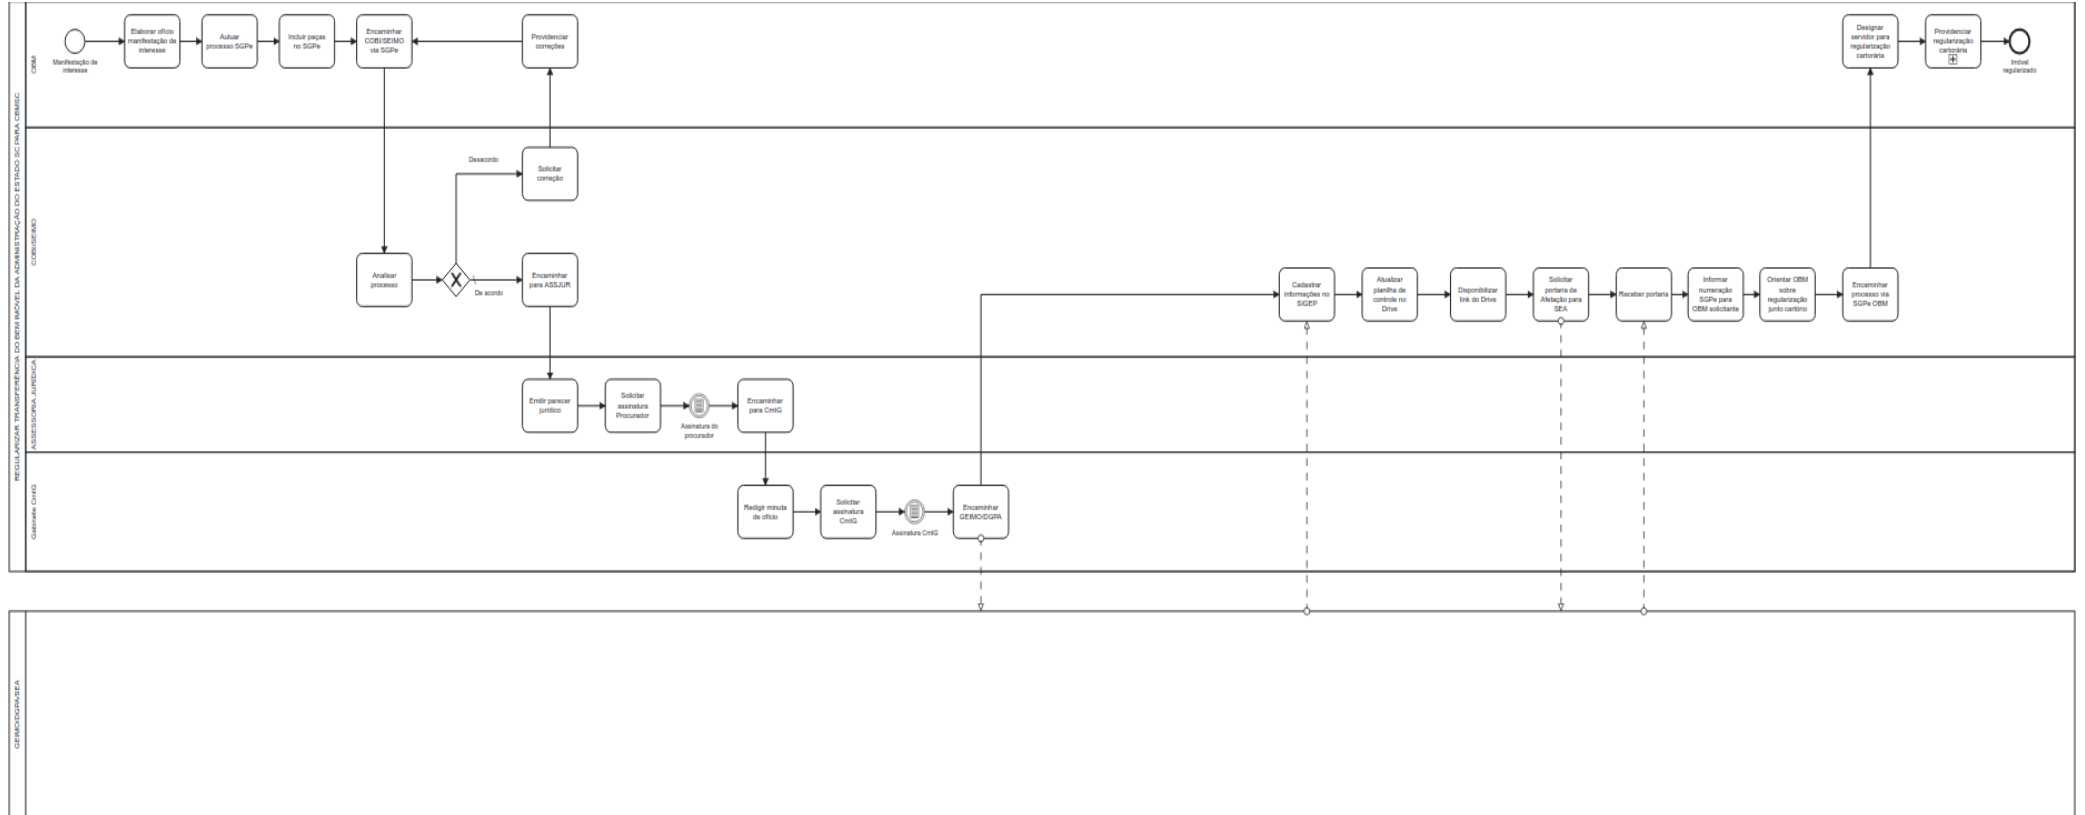 REGULARIZAR TRANSFERÊNCIA DO BEM IMÓVEL DA ADMINISTRAÇÃO DO ESTADO SC PARA CBMSC
OBM
Manifestação de
interesse
Elaborar ofício
manifestação de
interesse
Autuar
processo SGPe
Incluir peças
no SGPe
Encaminhar
COBI/SEIMO
via SGPe
Providenciar
correções
Designar
servidor para
regularização
cartorária
Providenciar
regularização
cartorária
Imóvel
regularizado
COBI/SEIMO
Desacordo
Solicitar
correção
Analisar
processo
De acordo
Encaminhar
para ASSJUR
Cadastrar
informações no
SIGEP
Atualizar
planilha de
controle no
Drive
Disponibilizar
link do Drive
Solicitar
portaria de
Afetação para
SEA
Receber portaria
Informar
numeração
SGPe para
OBM solicitante
Orientar OBM
sobre
regularização
junto cartório
Encaminhar
processo via
SGPe OBM
ASSESSORIA JURÍDICA
Emitir parecer
jurídico
Solicitar
assinatura
Procurador
Assinatura do
procurador
Encaminhar
para CmtG
Gabinete CmtG
Redigir minuta
de ofício
Solicitar
assinatura
CmtG
Assinatura CmtG
Encaminhar
GEIMO/DGPA
GEIMO/DGPA/SEA